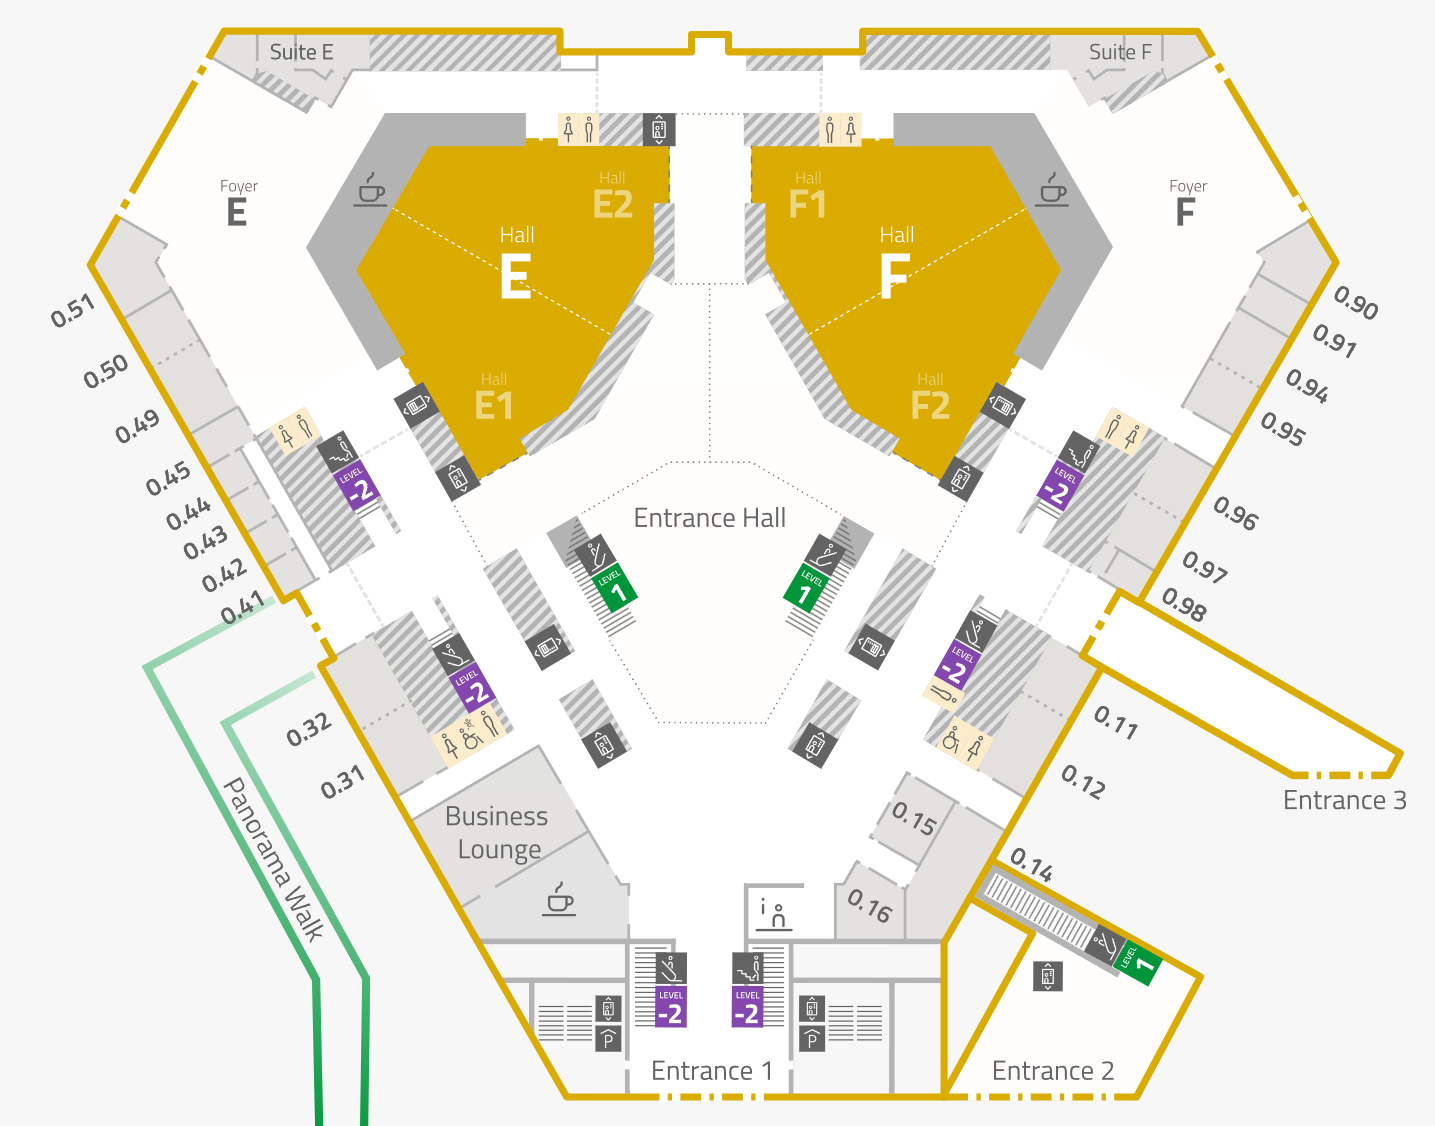 Suite E
Suite F
Foyer
E
Hall
E2
Hall
F1
Foyer
F
Hall
E
Hall
F
Hall
E1
Hall
F2
0.51
0.50
0.49
0.45
0.44
0.43
0.42
0.41
0.90
0.91
0.94
0.95
0.96
0.97
0.98
LEVEL
-2
LEVEL
-2
Entrance Hall
LEVEL
1
LEVEL
1
LEVEL
-2
LEVEL
-2
0.32
0.31
0.11
0.12
Panorama Walk
Business
Lounge
0.15
0.14
0.16
Entrance 3
i
LEVEL
1
LEVEL
-2
LEVEL
-2
P
P
Entrance 1
Entrance 2